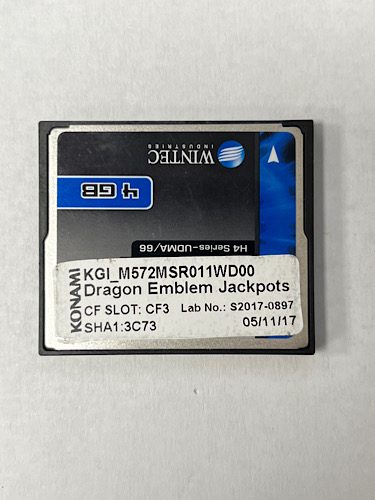 WINTEC
INDUSTRIES
4 GB
H4 Series-UDMA/66
KONAMI
KGI_M572MSR011WD00
Dragon Emblem Jackpots
CF SLOT: CF3 Lab No.: S2017-0897
SHA1:3C73 05/11/17